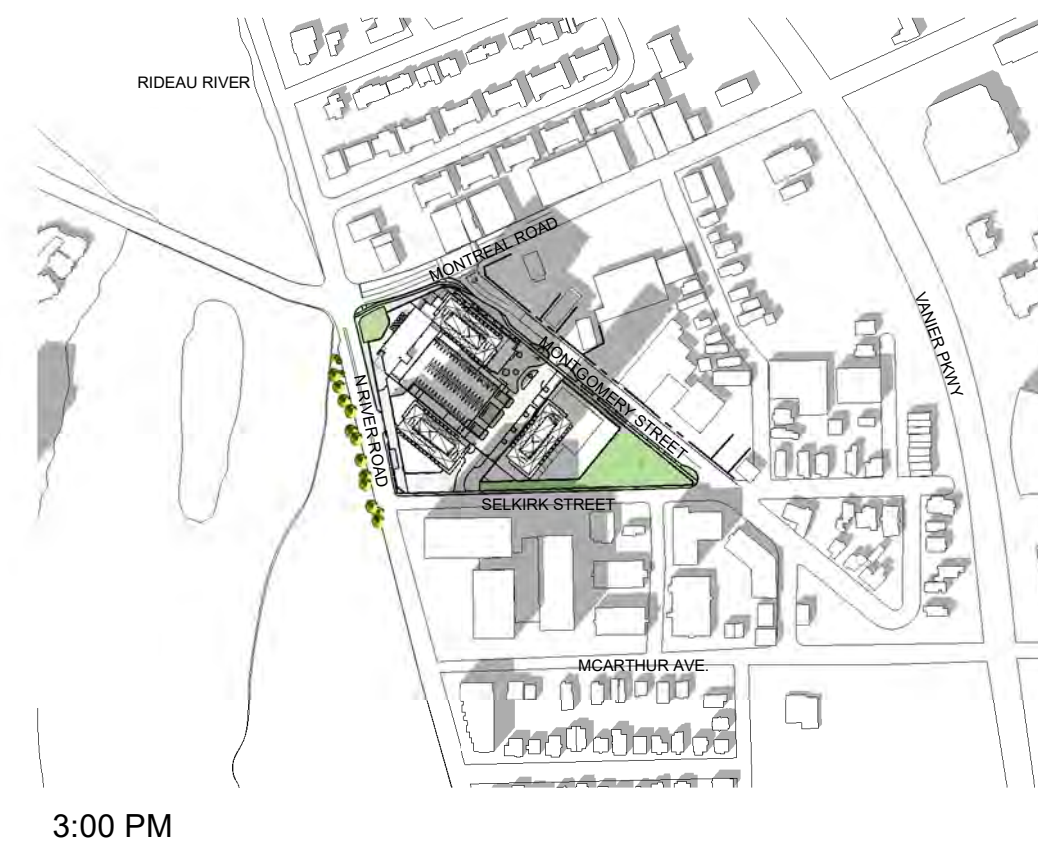 RIDEAU RIVER
MONTREAL ROAD
VANIER PKWY
MONTGOMERY STREET
N RIVER ROAD
SELKIRK STREET
MCARTHUR AVE.
3:00 PM